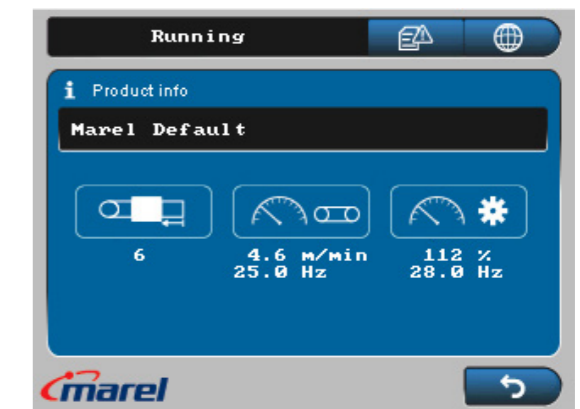 Running
i Product info
Marel Default
6
4.6 m/min
25.0 Hz
112 %
28.0 Hz
marel